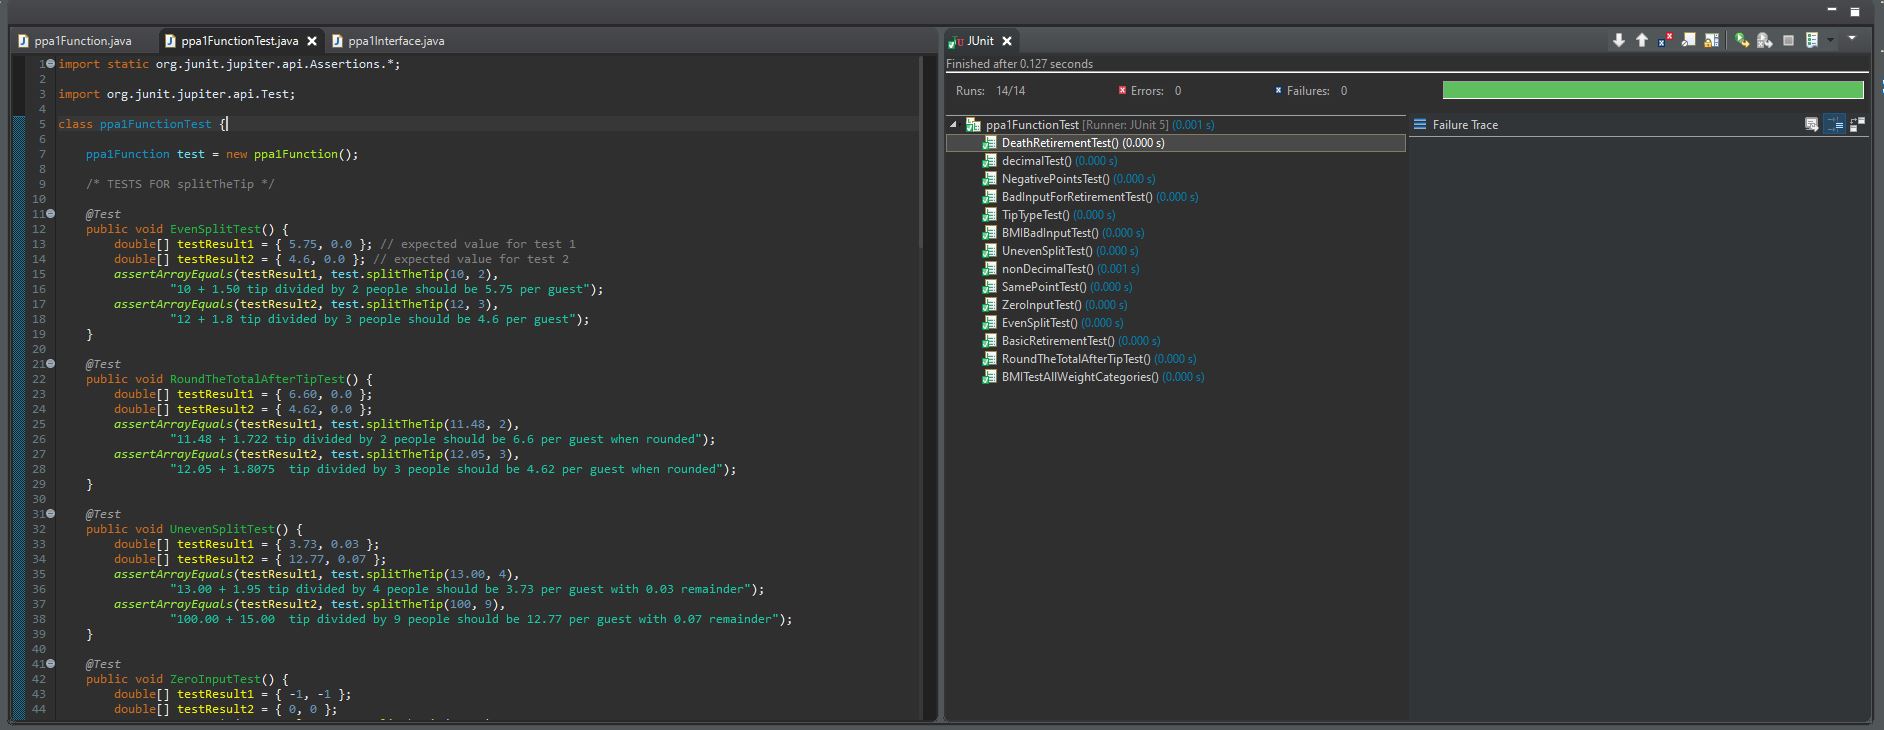 ppa1Function.java
ppa1FunctionTest.java
ppa1Interface.java
1 import static org.junit.jupiter.api.Assertions.*;
2
3 import org.junit.jupiter.api.Test;
4
5 class ppa1FunctionTest {
6
7 ppa1Function test = new ppa1Function();
8
9 /* TESTS FOR splitTheTip */
10
11 @Test
12 public void EvenSplitTest() {
13 double[] testResult1 = { 5.75, 0.0 }; // expected value for test 1
14 double[] testResult2 = { 4.6, 0.0 }; // expected value for test 2
15 assertArrayEquals(testResult1, test.splitTheTip(10, 2),
16 "10 + 1.50 tip divided by 2 people should be 5.75 per guest");
17 assertArrayEquals(testResult2, test.splitTheTip(12, 3),
18 "12 + 1.8 tip divided by 3 people should be 4.6 per guest");
19 }
20
21 @Test
22 public void RoundTheTotalAfterTipTest() {
23 double[] testResult1 = { 6.60, 0.0 };
24 double[] testResult2 = { 4.62, 0.0 };
25 assertArrayEquals(testResult1, test.splitTheTip(11.48, 2),
26 "11.48 + 1.722 tip divided by 2 people should be 6.6 per guest when rounded");
27 assertArrayEquals(testResult2, test.splitTheTip(12.05, 3),
28 "12.05 + 1.8075  tip divided by 3 people should be 4.62 per guest when rounded");
29 }
30
31 @Test
32 public void UnevenSplitTest() {
33 double[] testResult1 = { 3.73, 0.03 };
34 double[] testResult2 = { 12.77, 0.07 };
35 assertArrayEquals(testResult1, test.splitTheTip(13.00, 4),
36 "13.00 + 1.95 tip divided by 4 people should be 3.73 per guest with 0.03 remainder");
37 assertArrayEquals(testResult2, test.splitTheTip(100, 9),
38 "100.00 + 15.00  tip divided by 9 people should be 12.77 per guest with 0.07 remainder");
39 }
40
41 @Test
42 public void ZeroInputTest() {
43 double[] testResult1 = { -1, -1 };
44 double[] testResult2 = { 0, 0 };
JUnit
Finished after 0.127 seconds
Runs: 14/14 Errors: 0 Failures: 0
ppa1FunctionTest [Runner: JUnit 5] (0.001 s)
DeathRetirementTest() (0.000 s)
decimalTest() (0.000 s)
NegativePointsTest() (0.000 s)
BadInputForRetirementTest() (0.000 s)
TipTypeTest() (0.000 s)
BMIBadInputTest() (0.000 s)
UnevenSplitTest() (0.000 s)
nonDecimalTest() (0.001 s)
SamePointTest() (0.000 s)
ZeroInputTest() (0.000 s)
EvenSplitTest() (0.000 s)
BasicRetirementTest() (0.000 s)
RoundTheTotalAfterTipTest() (0.000 s)
BMITestAllWeightCategories() (0.000 s)
Failure Trace